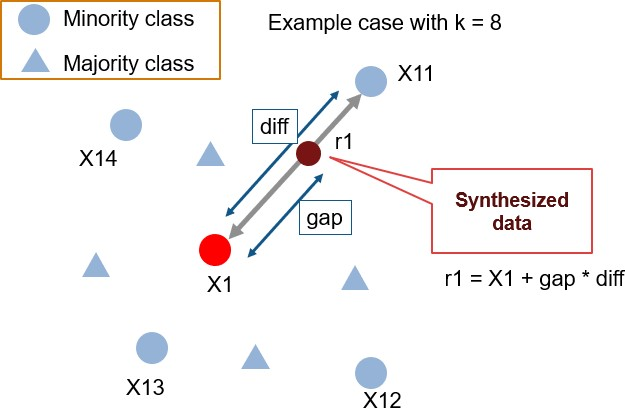 Minority class
Majority class
Example case with k = 8
X11
diff
r1
X14
Synthesized
data
gap
r1 = X1 + gap * diff
X1
X13
X12